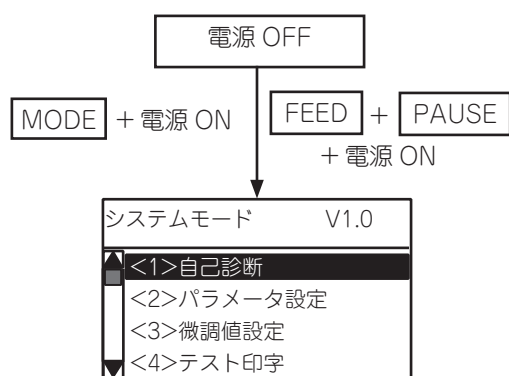 電源 OFF
MODE + 電源 ON
FEED + PAUSE
+ 電源 ON
システムモード V1.0
<1>自己診断
<2>パラメータ設定
<3>微調値設定
<4>テスト印字